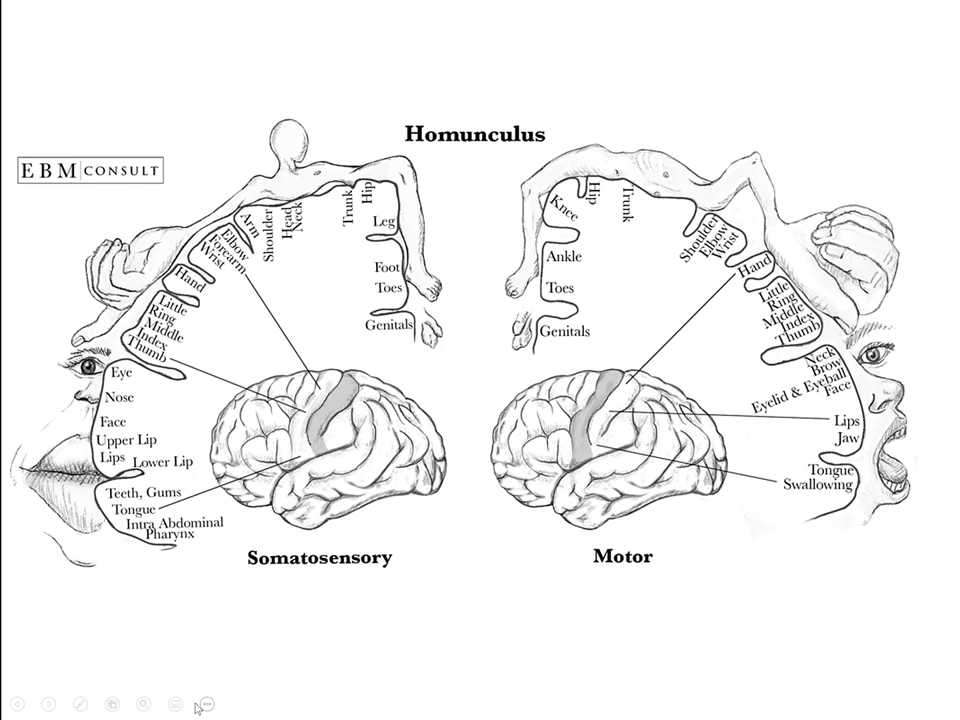 Homunculus
EBM CONSULT
Arm
Shoulder
Head
Neck
Trunk
Hip
Leg
Foot
Toes
Genitals
Elbow
Forearm
Wrist
Hand
Little
Ring
Middle
Index
Thumb
Eye
Nose
Face
Upper Lip
Lips
Lower Lip
Teeth, Gums
Tongue
Intra Abdominal
Pharynx
Somatosensory
Knee
Hip
Trunk
Shoulder
Elbow
Wrist
Hand
Ankle
Toes
Genitals
Little
Ring
Middle
Index
Thumb
Neck
Brow
Eyelid & Eyeball
Face
Lips
Jaw
Tongue
Swallowing
Motor